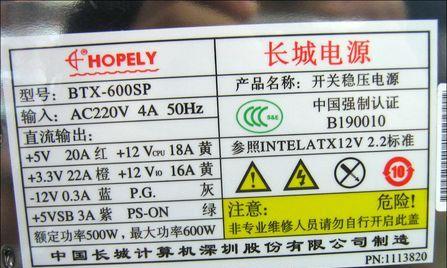 HOPELY
长城电源
型号: BTX-600SP
产品名称: 开关稳压电源
输入: AC220V 4A 50Hz
CCC S&E
中国强制认证
B190010
直流输出:
+5V 20A 红 +12 VCPU 18A 黄
参照INTELATX12V 2.2标准
+3.3V 22A 橙 +12 VIO 16A 黄
-12V 0.3A 蓝 P.G. 灰
10
+5VSB 3A 紫 PS-ON 绿
注意: 危险!
非专业维修人员请勿自行开启此盖
额定功率500W, 最大功率600W
中国长城计算机深圳股份有限公司制造
PN:1113820